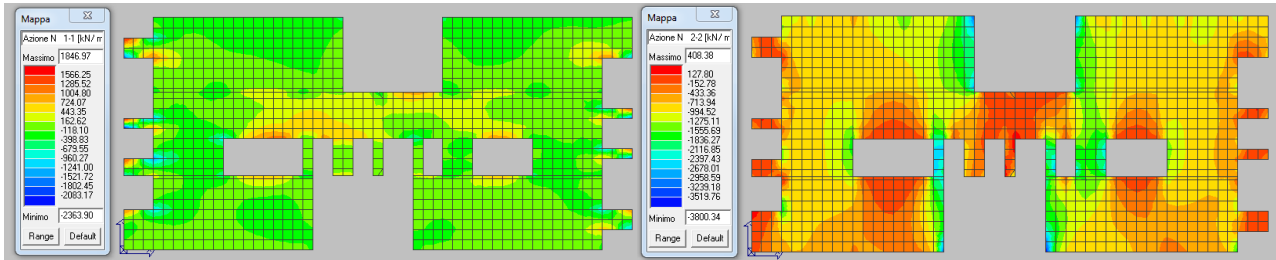 Mappa
Azione N 1-1 [kN/ m
Massimo 1846.97
1566.25
1285.52
1004.80
724.07
443.35
162.62
-118.10
-398.83
-679.55
-960.27
-1241.00
-1521.72
-1802.45
-2083.17
Minimo -2363.90
Range Default
Mappa
Azione N 2-2 [kN/ m
Massimo 408.38
127.80
-152.78
-433.36
-713.94
-994.52
-1275.11
-1555.69
-1836.27
-2116.85
-2397.43
-2678.01
-2958.59
-3239.18
-3519.76
Minimo -3800.34
Range Default